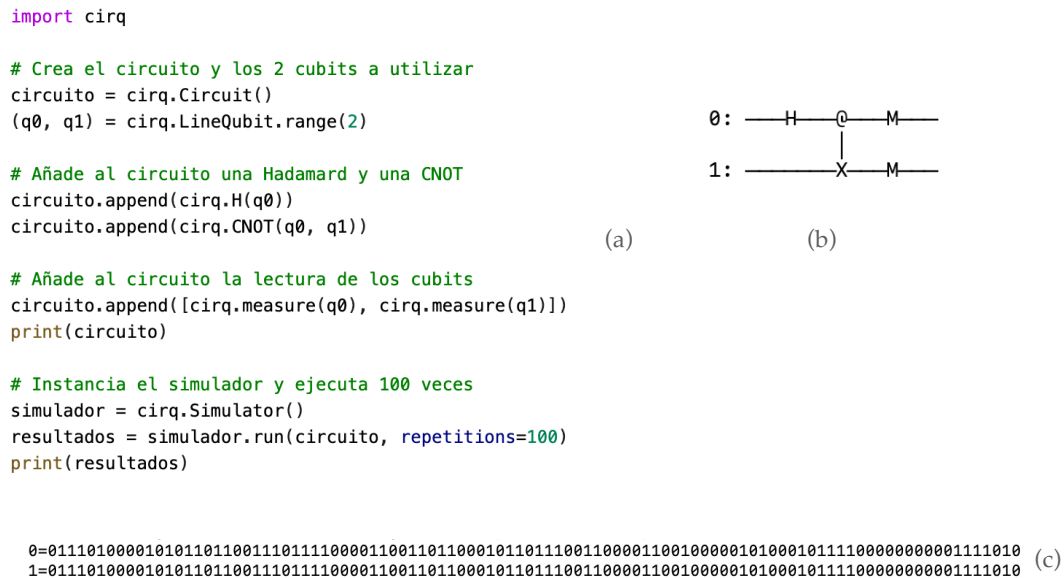 import cirq
# Crea el circuito y los 2 cubits a utilizar
circuito = cirq.Circuit()
(q0, q1) = cirq.LineQubit.range(2)
# Añade al circuito una Hadamard y una CNOT
circuito.append(cirq.H(q0))
circuito.append(cirq.CNOT(q0, q1))
# Añade al circuito la lectura de los cubits
circuito.append([cirq.measure(q0), cirq.measure(q1)])
print(circuito)
# Instancia el simulador y ejecuta 100 veces
simulador = cirq.Simulator()
resultados = simulador.run(circuito, repetitions=100)
print(resultados)
(a)
0: ───H───@───M───
1: ───────X───M───
(b)
0=0111010000101011011001110111100001100110110001011011100110000110010000010100010111100000000001111010
1=0111010000101011011001110111100001100110110001011011100110000110010000010100010111100000000001111010
(c)